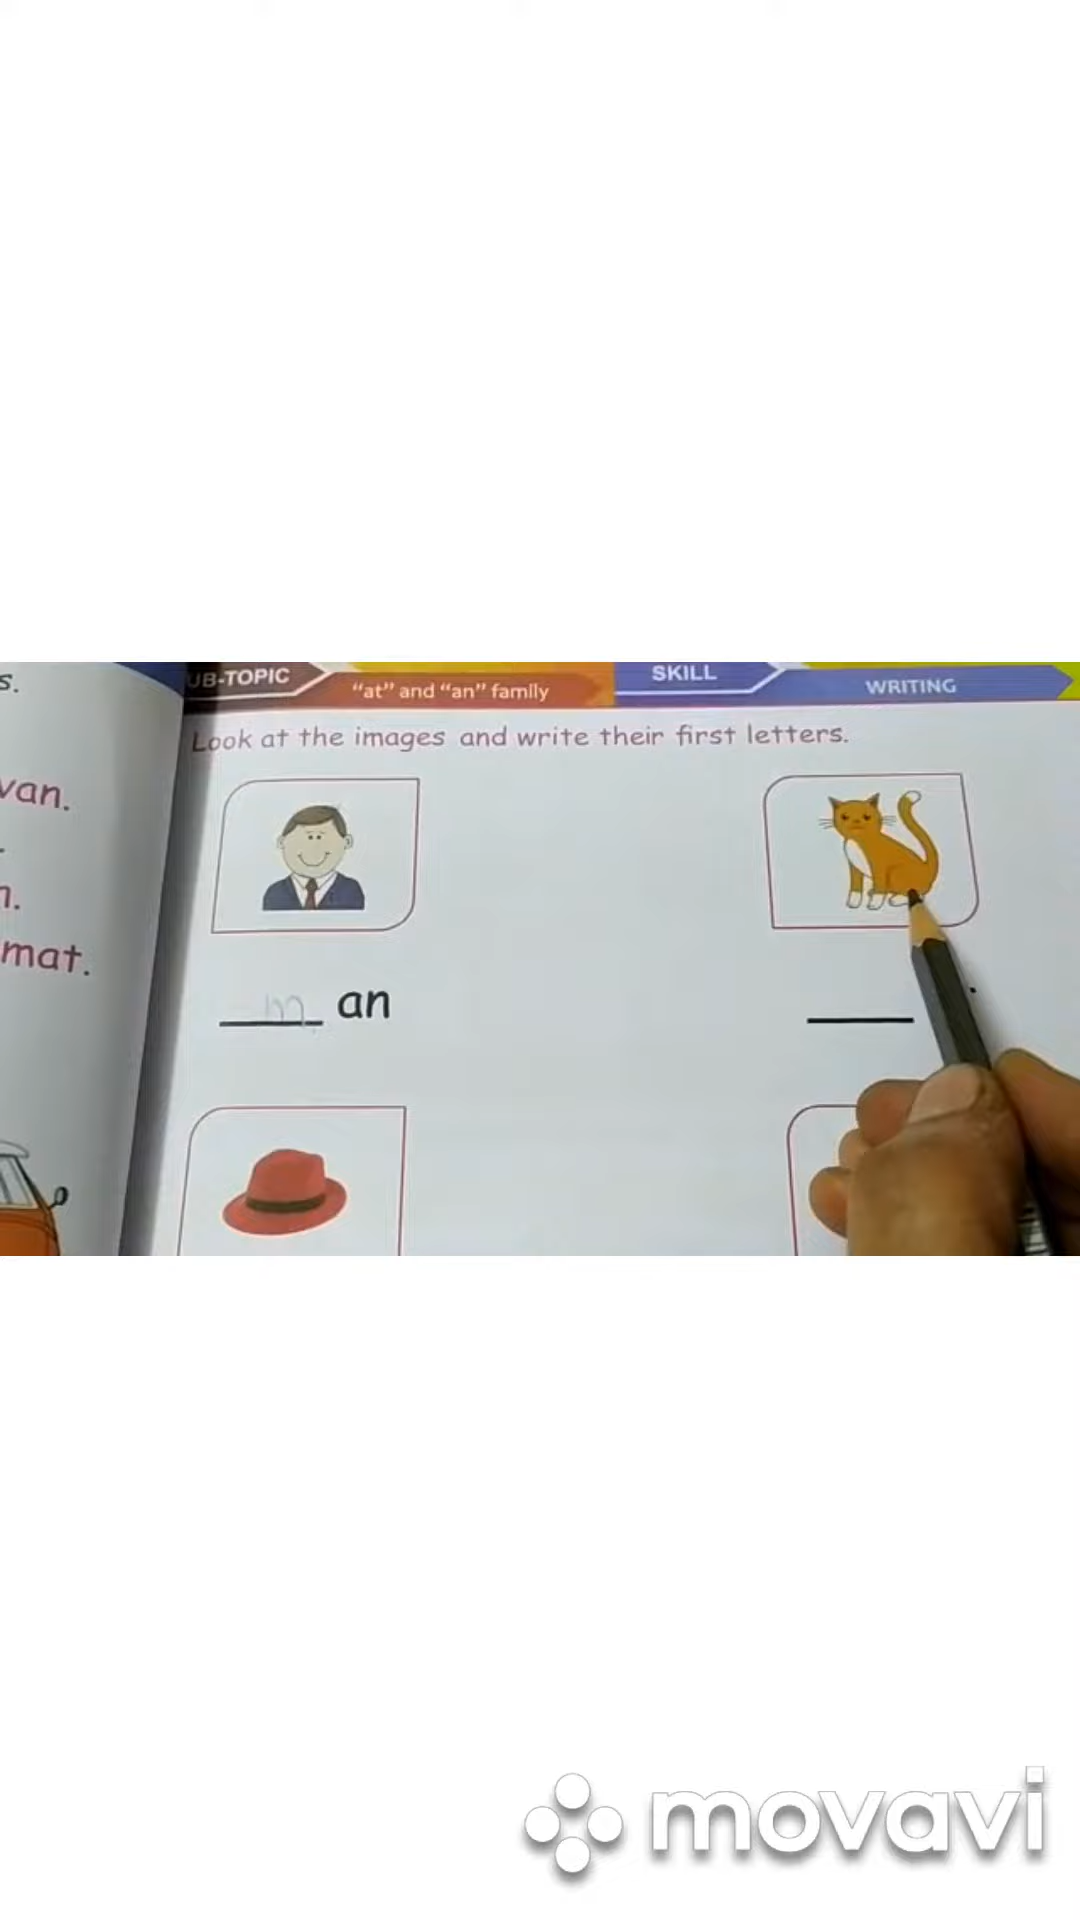 s.
van.
n.
mat.
UB-TOPIC
"at" and "an" family
SKILL
WRITING
Look at the images and write their first letters.
m an
movavi